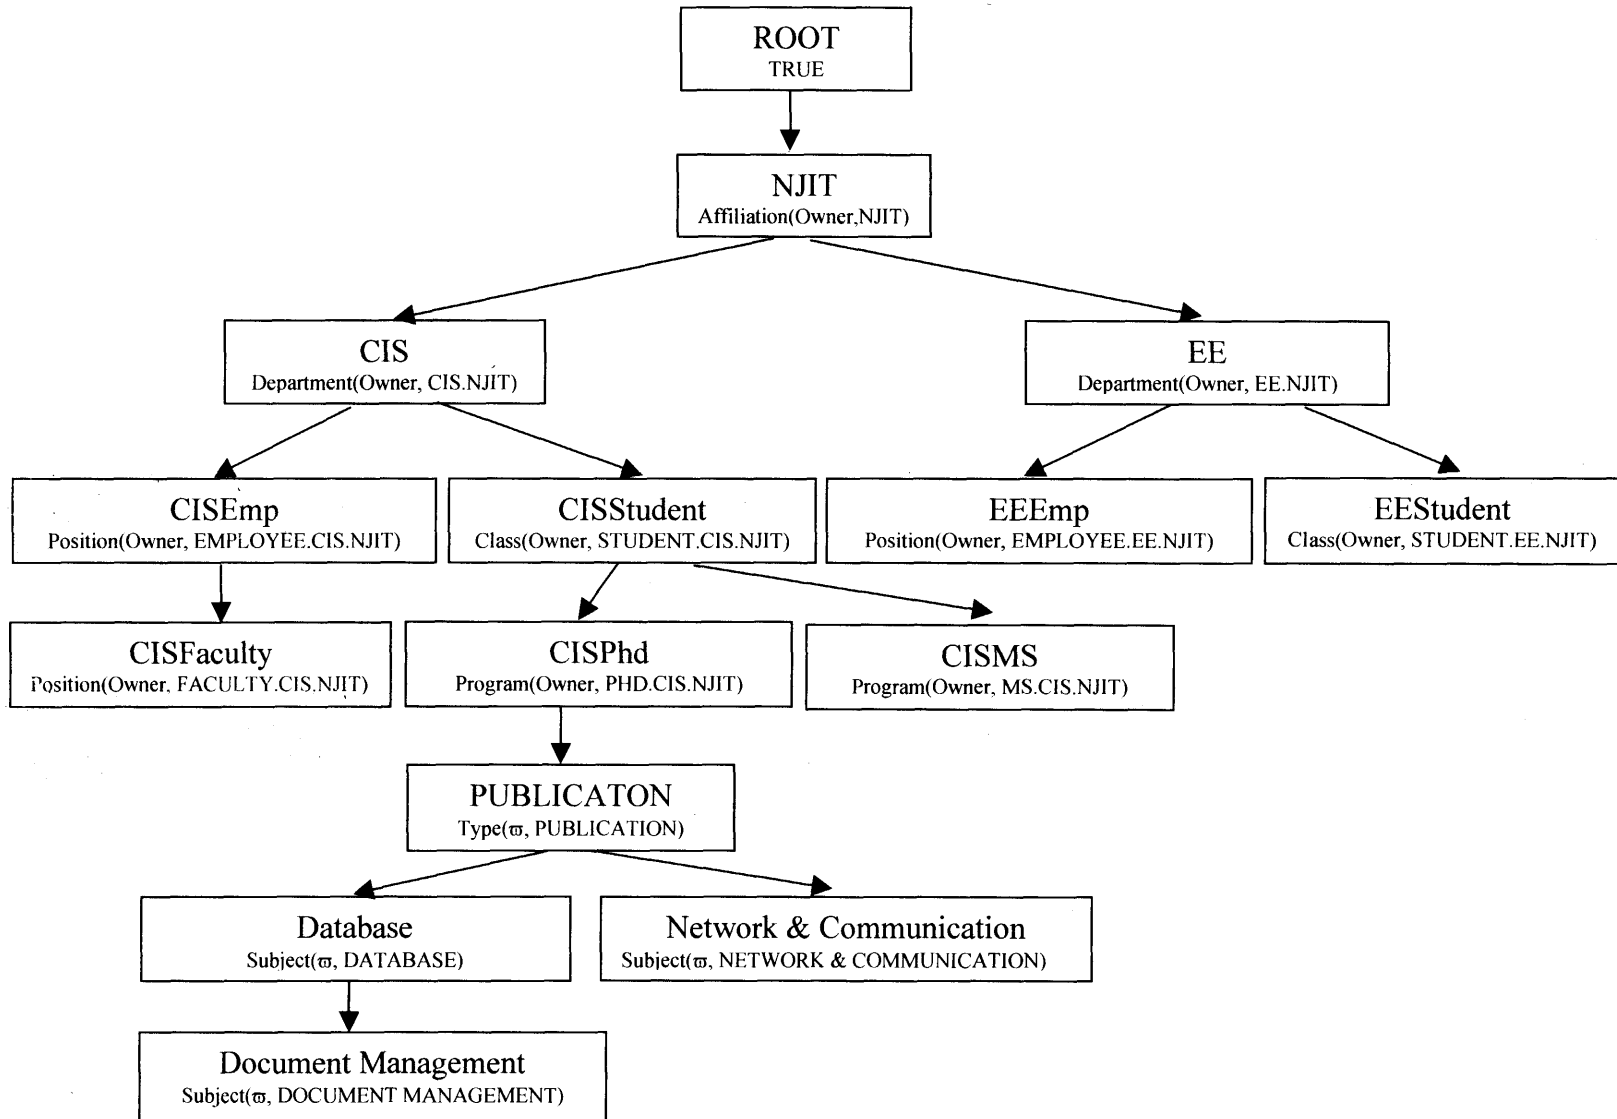 ROOT
TRUE
NJIT
Affiliation(Owner,NJIT)
CIS
Department(Owner, CIS.NJIT)
EE
Department(Owner, EE.NJIT)
CISEmp
Position(Owner, EMPLOYEE.CIS.NJIT)
CISStudent
Class(Owner, STUDENT.CIS.NJIT)
EEEmp
Position(Owner, EMPLOYEE.EE.NJIT)
EEStudent
Class(Owner, STUDENT.EE.NJIT)
CISFaculty
Position(Owner, FACULTY.CIS.NJIT)
CISPhd
Program(Owner, PHD.CIS.NJIT)
CISMS
Program(Owner, MS.CIS.NJIT)
PUBLICATON
Type(ϖ, PUBLICATION)
Database
Subject(ϖ, DATABASE)
Network & Communication
Subject(ϖ, NETWORK & COMMUNICATION)
Document Management
Subject(ϖ, DOCUMENT MANAGEMENT)